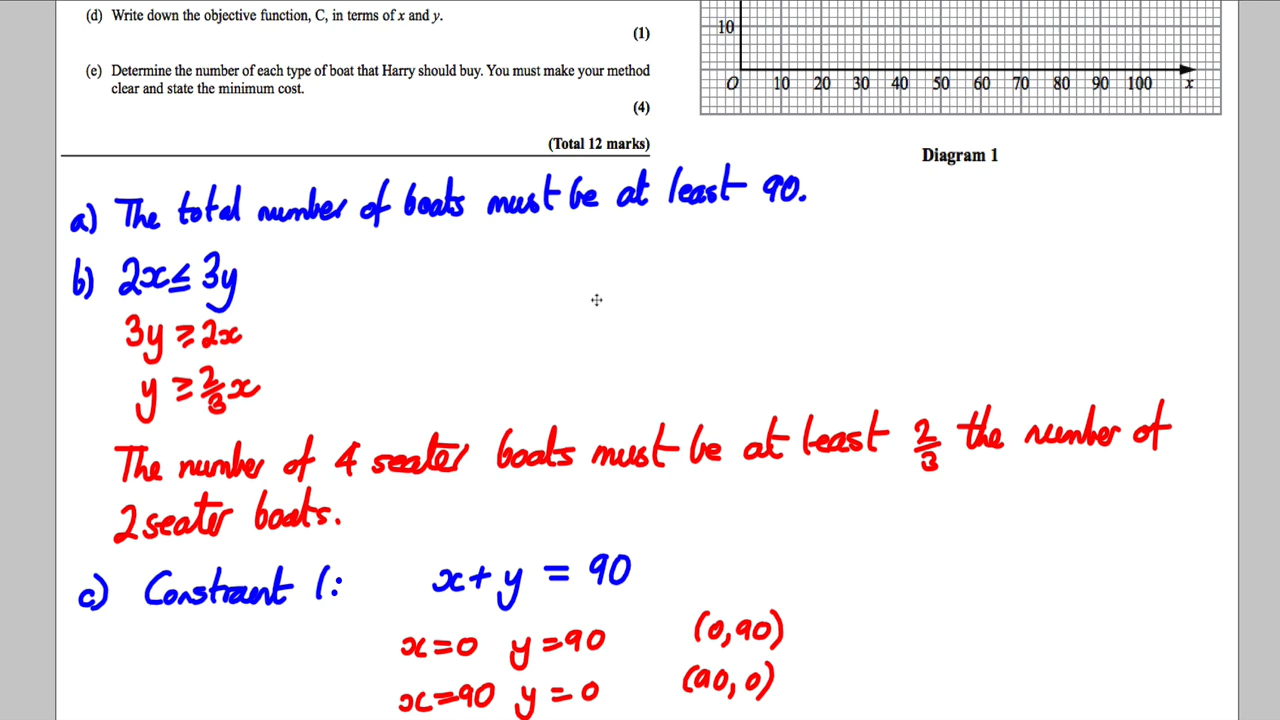 (d) Write down the objective function, C, in terms of x and y.
(1)
(e) Determine the number of each type of boat that Harry should buy. You must make your method
clear and state the minimum cost.
(4)
(Total 12 marks)
10
O 10 20 30 40 50 60 70 80 90 100 x
Diagram 1
a) The total number of boats must be at least 90.
b) 2x ≤ 3y
3y ≥ 2x
y ≥ 2/3 x
The number of 4 seater boats must be at least 2/3 the number of
2 seater boats.
c) Constraint 1: x + y = 90
x=0 y=90 (0,90)
x=90 y=0 (90,0)